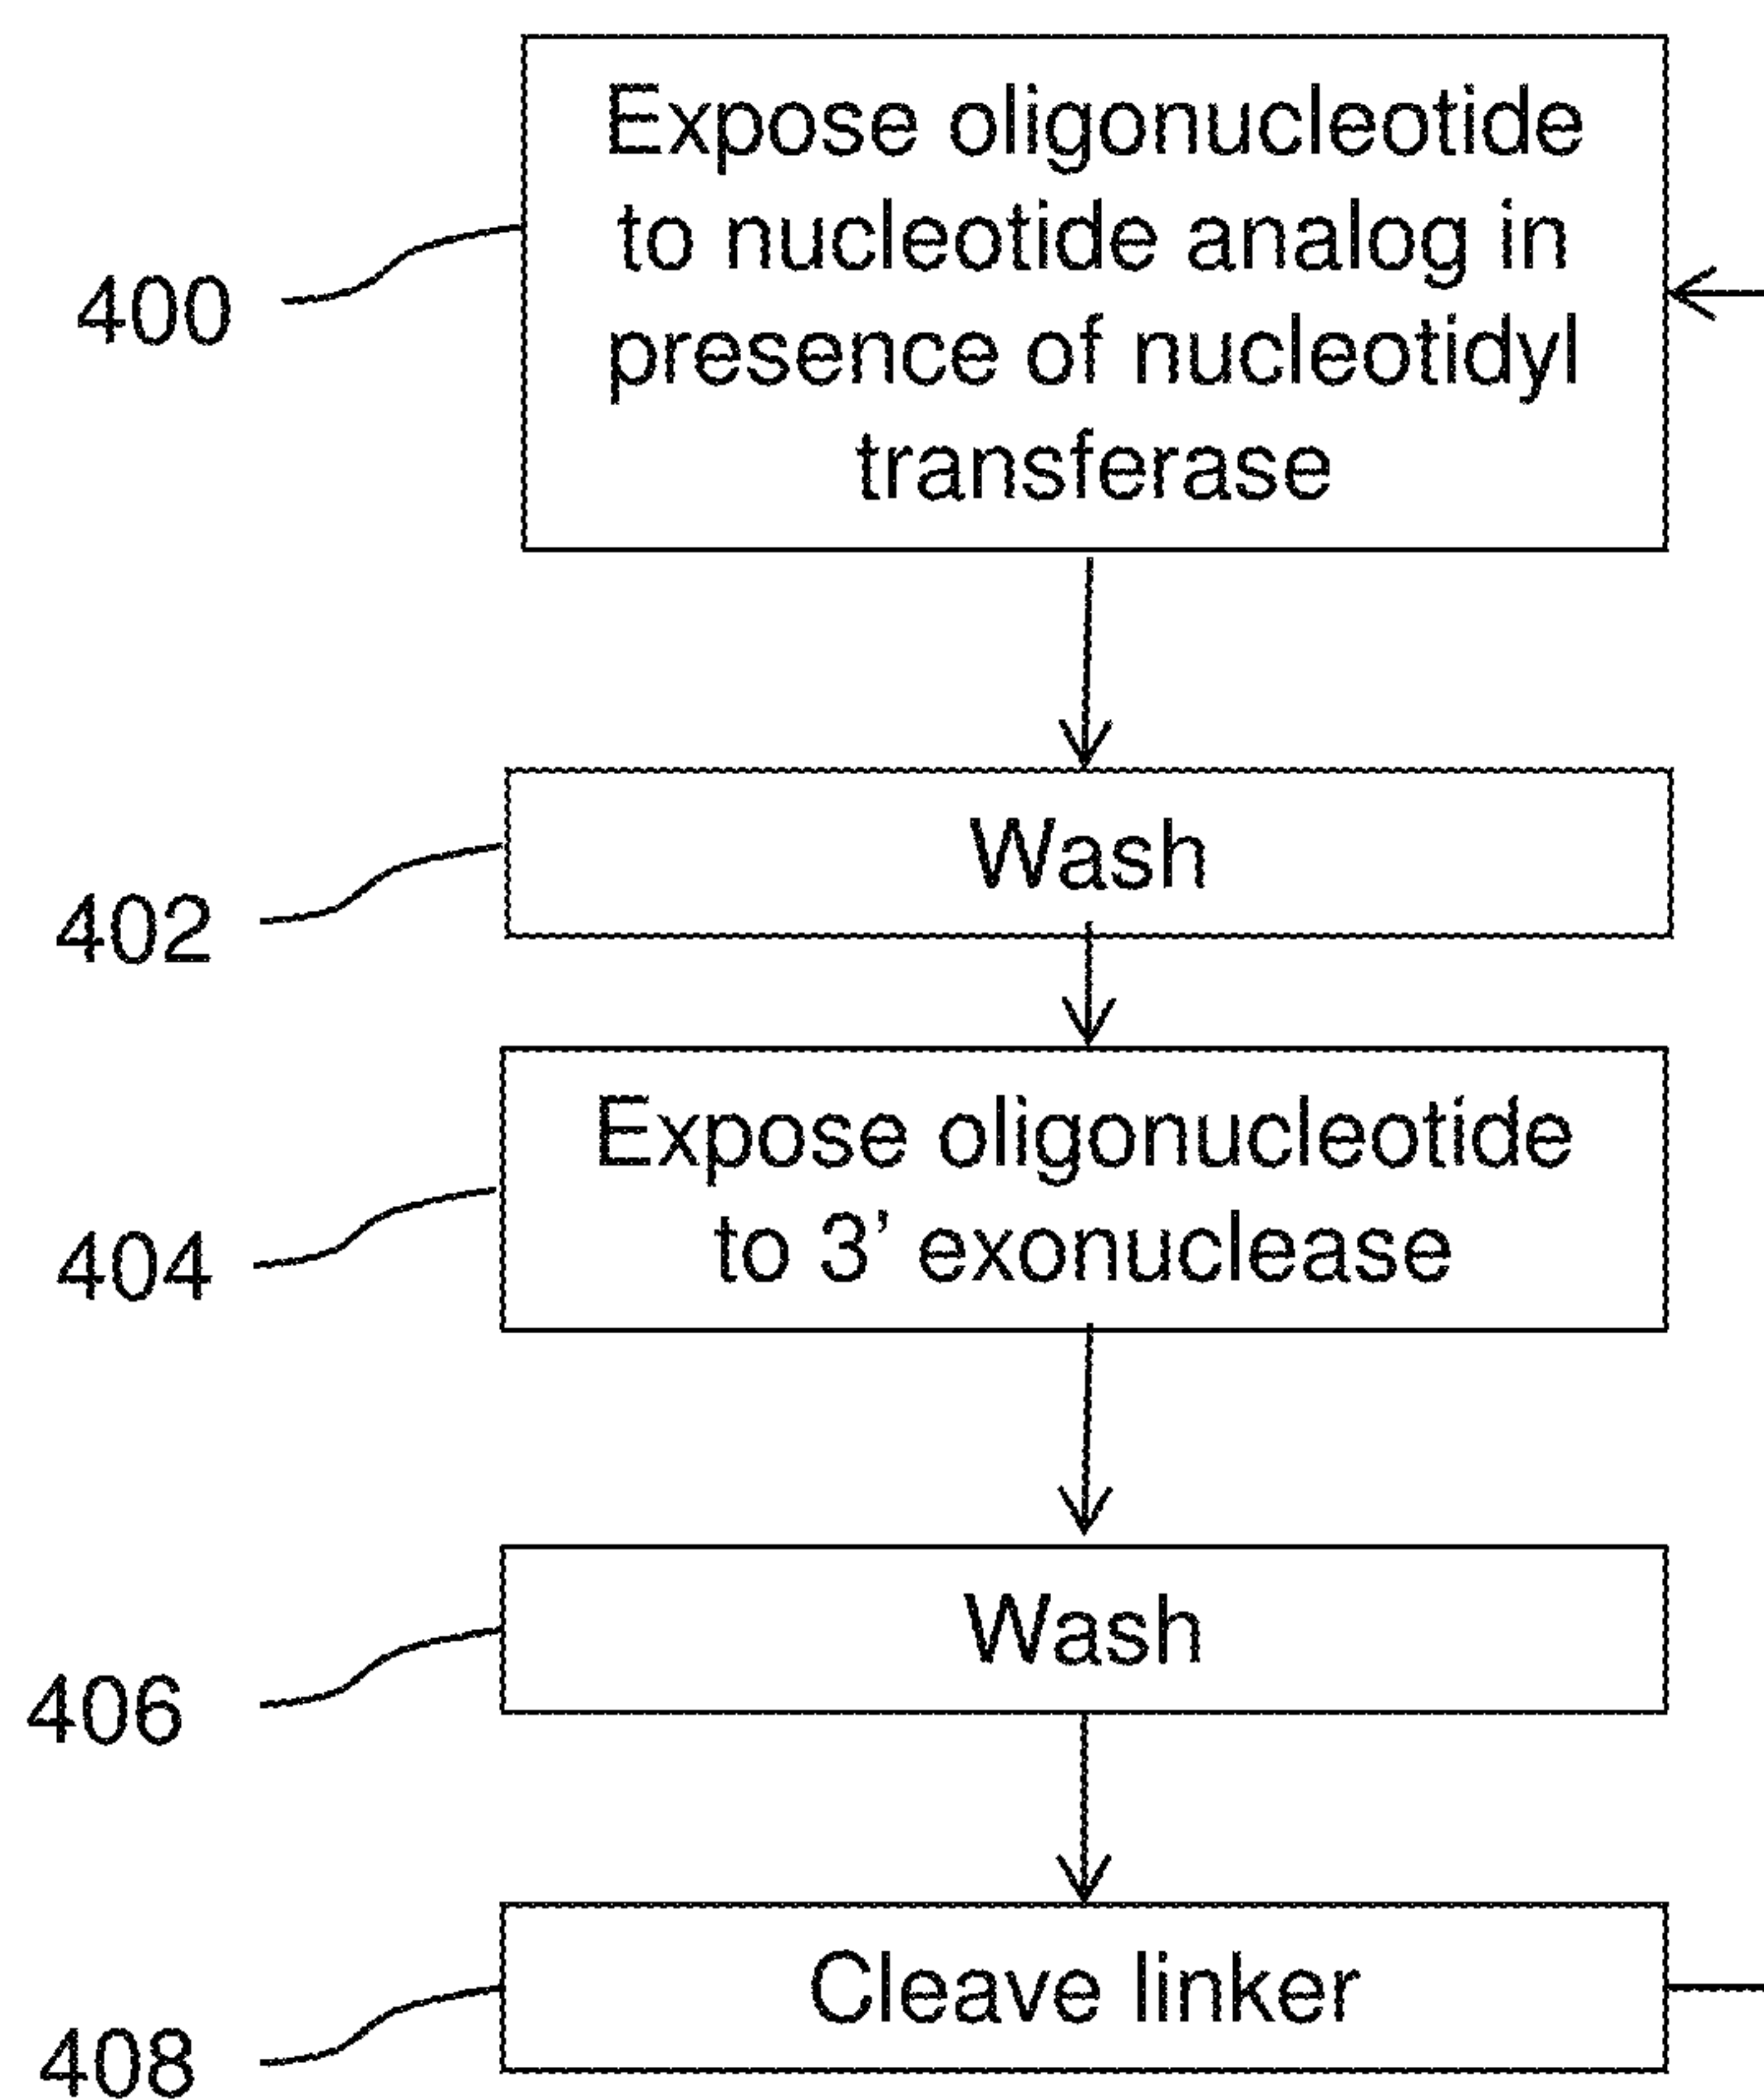 Expose oligonucleotide
to nucleotide analog in
presence of nucleotidyl
transferase
400
Wash
402
Expose oligonucleotide
to 3’ exonuclease
404
Wash
406
Cleave linker
408